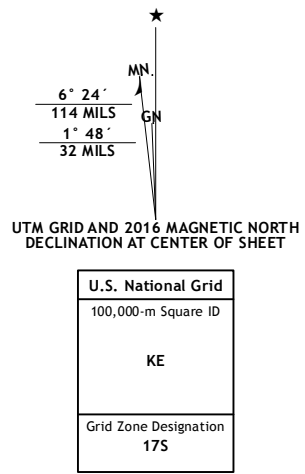 ★
MN.
6° 24´
114 MILS
GN
1° 48´
32 MILS
UTM GRID AND 2016 MAGNETIC NORTH
DECLINATION AT CENTER OF SHEET
U.S. National Grid
100,000-m Square ID
KE
Grid Zone Designation
17S